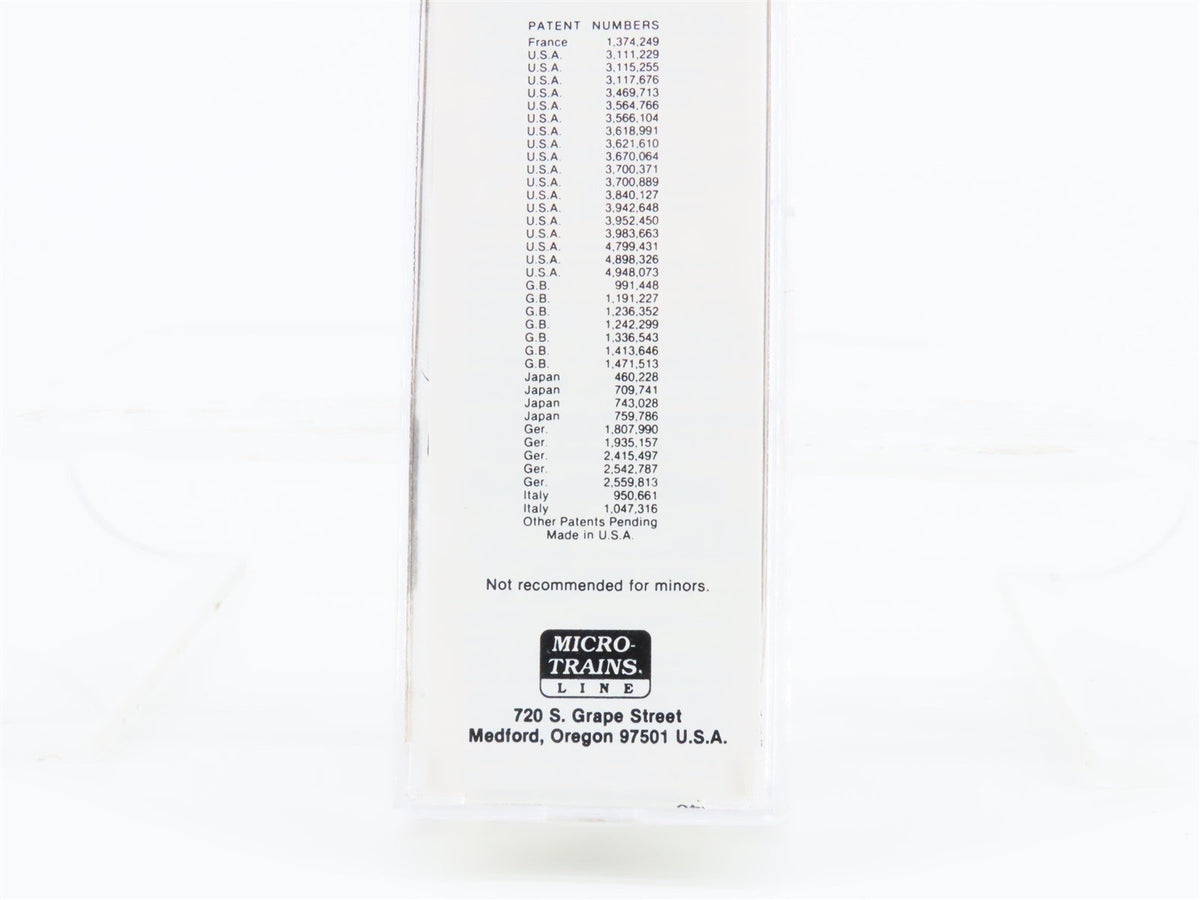 PATENT NUMBERS
France 1,374,249
U.S.A. 3,111,229
U.S.A. 3,115,255
U.S.A. 3,117,676
U.S.A. 3,469,713
U.S.A. 3,564,766
U.S.A. 3,566,104
U.S.A. 3,618,991
U.S.A. 3,621,610
U.S.A. 3,670,064
U.S.A. 3,700,371
U.S.A. 3,700,889
U.S.A. 3,840,127
U.S.A. 3,942,648
U.S.A. 3,952,450
U.S.A. 3,983,663
U.S.A. 4,799,431
U.S.A. 4,898,326
U.S.A. 4,948,073
G.B. 991,448
G.B. 1,191,227
G.B. 1,236,352
G.B. 1,242,299
G.B. 1,336,543
G.B. 1,413,646
G.B. 1,471,513
Japan 460,228
Japan 709,741
Japan 743,028
Japan 759,786
Ger. 1,807,990
Ger. 1,935,157
Ger. 2,415,497
Ger. 2,542,787
Ger. 2,559,813
Italy 950,661
Italy 1,047,316
Other Patents Pending
Made in U.S.A.
Not recommended for minors.
MICRO-
TRAINS.
LINE
720 S. Grape Street
Medford, Oregon 97501 U.S.A.